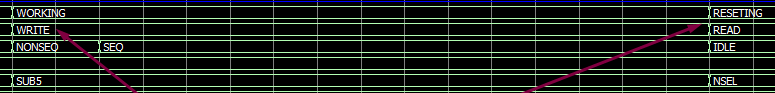 WORKING RESETING
WRITE READ
NONSEQ SEQ IDLE
SUB5 NSEL